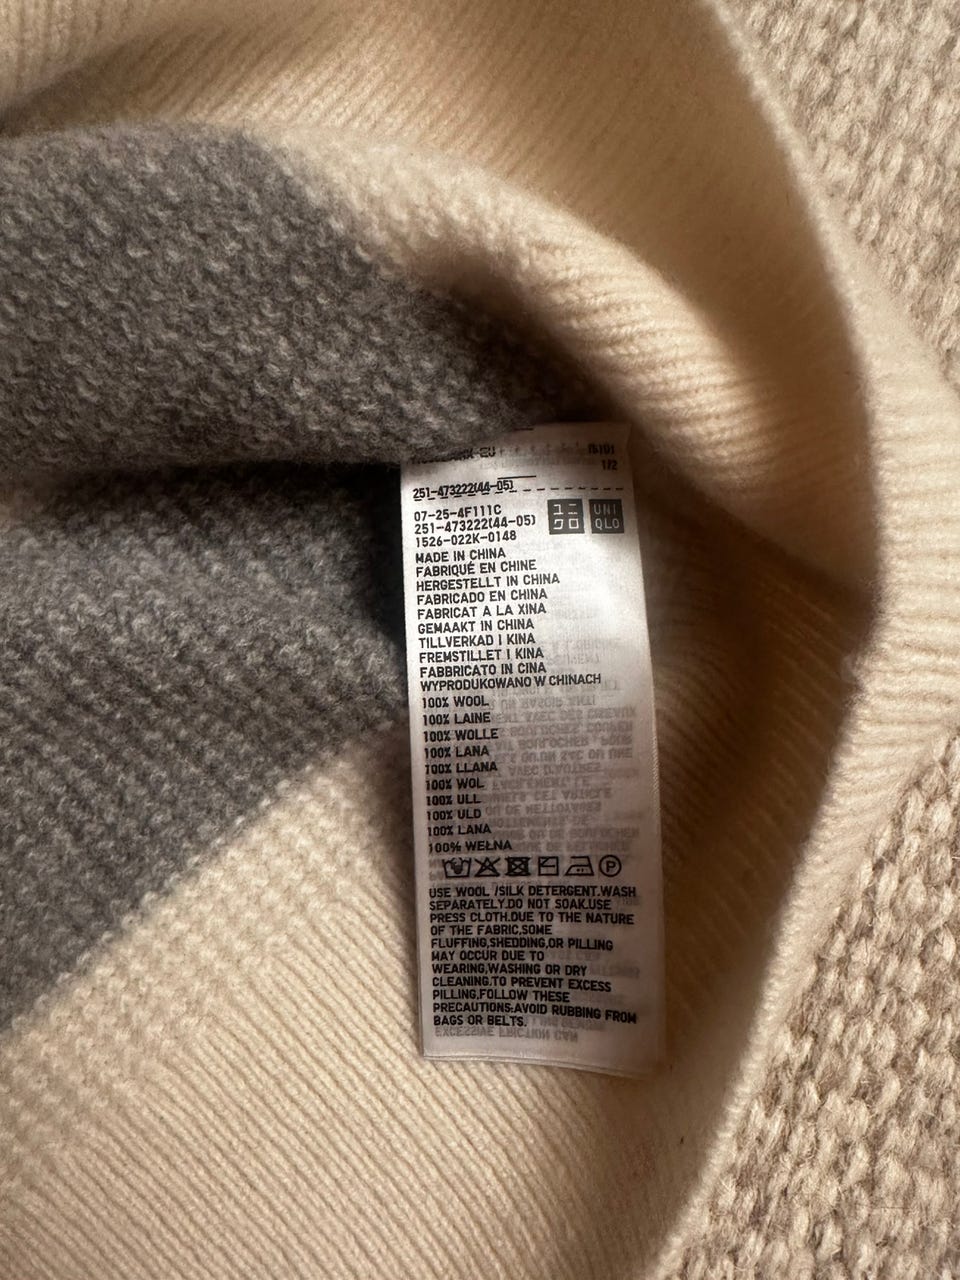 15101
1/2
251-473222(44-05)
07-25-4F111C
251-473222(44-05)
1526-022K-0148
ユニ
クロ
UNI
QLO
MADE IN CHINA
FABRIQUÉ EN CHINE
HERGESTELLT IN CHINA
FABRICADO EN CHINA
FABRICAT A LA XINA
GEMAAKT IN CHINA
TILLVERKAD I KINA
FREMSTILLET I KINA
FABBRICATO IN CINA
WYPRODUKOWANO W CHINACH
100% WOOL
100% LAINE
100% WOLLE
100% LANA
100% LLANA
100% WOL
100% ULL
100% ULD
100% LANA
100% WEŁNA
P
USE WOOL /SILK DETERGENT.WASH
SEPARATELY.DO NOT SOAK.USE
PRESS CLOTH.DUE TO THE NATURE
OF THE FABRIC,SOME
FLUFFING,SHEDDING,OR PILLING
MAY OCCUR DUE TO
WEARING,WASHING OR DRY
CLEANING.TO PREVENT EXCESS
PILLING,FOLLOW THESE
PRECAUTIONS:AVOID RUBBING FROM
BAGS OR BELTS.